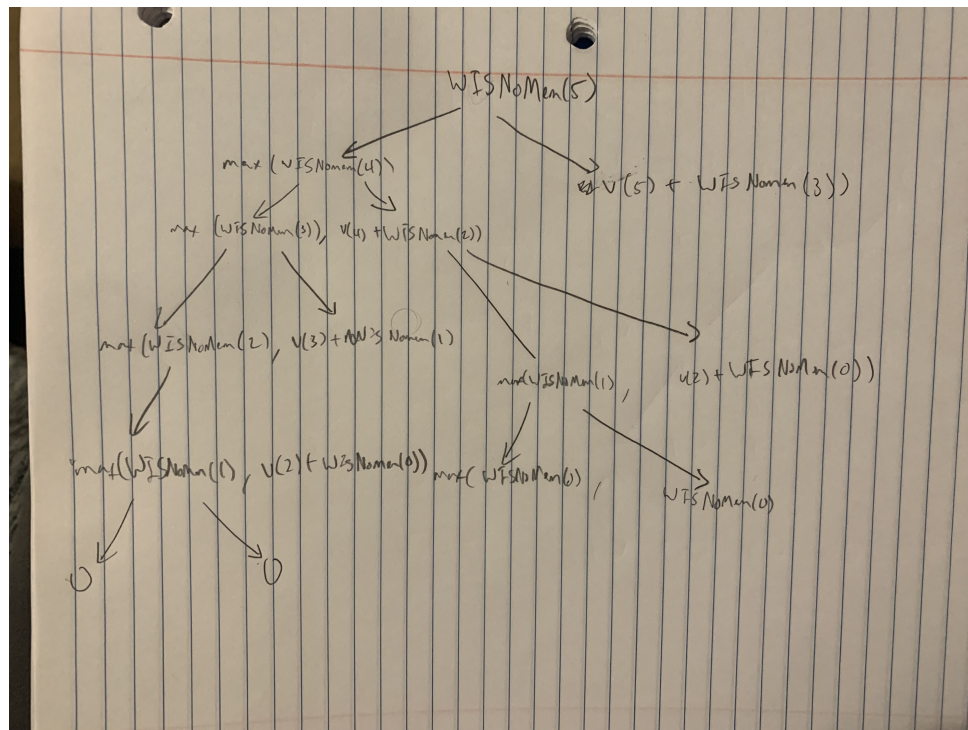 WISNoMem(5)
max (WISNomem(4))
V(5) + WISNomem(3))
max (WISNoMem(3)), V(4) + WISNomem(2))
max(WISNoMem(2), V(3) + WISNomem(1)
max(WISNoMem(1), V(2) + WISNoMem(0))
max(WISNomem(1), V(2) + WISNomem(0))
max( WISNoMem(0),
WISNoMem(0)
0 0